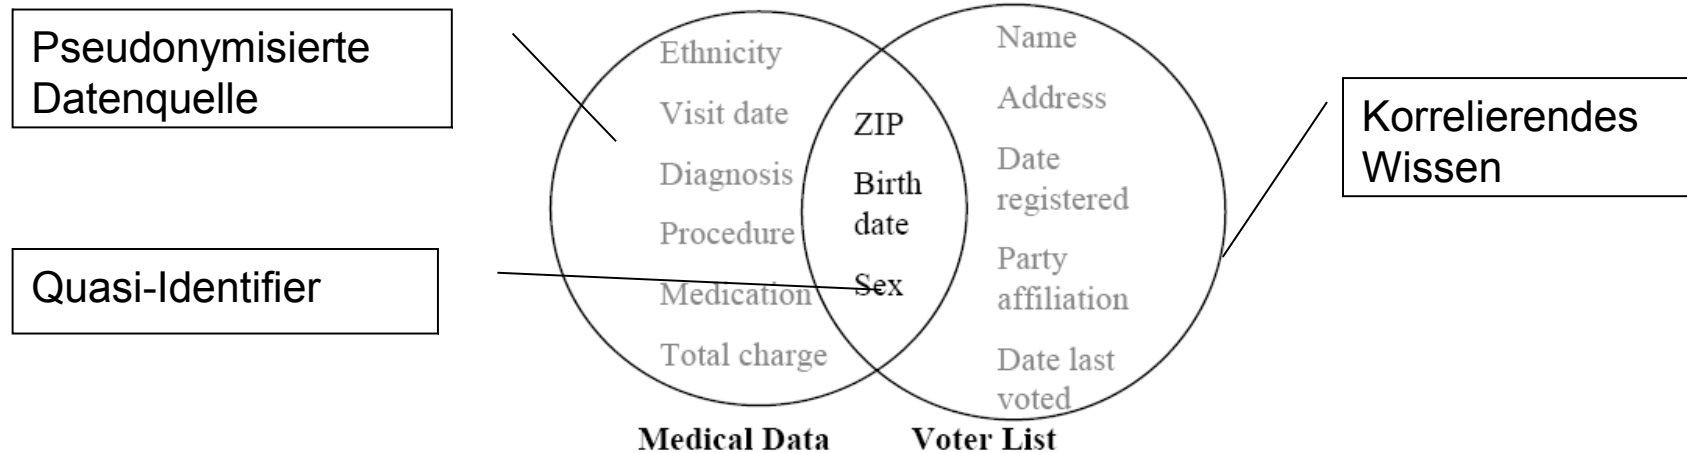 Pseudonymisierte
Datenquelle
Quasi-Identifier
Ethnicity
Visit date
Diagnosis
Procedure
Medication
Total charge
ZIP
Birth
date
Sex
Name
Address
Date
registered
Party
affiliation
Date last
voted
Korrelierendes
Wissen
Medical Data
Voter List